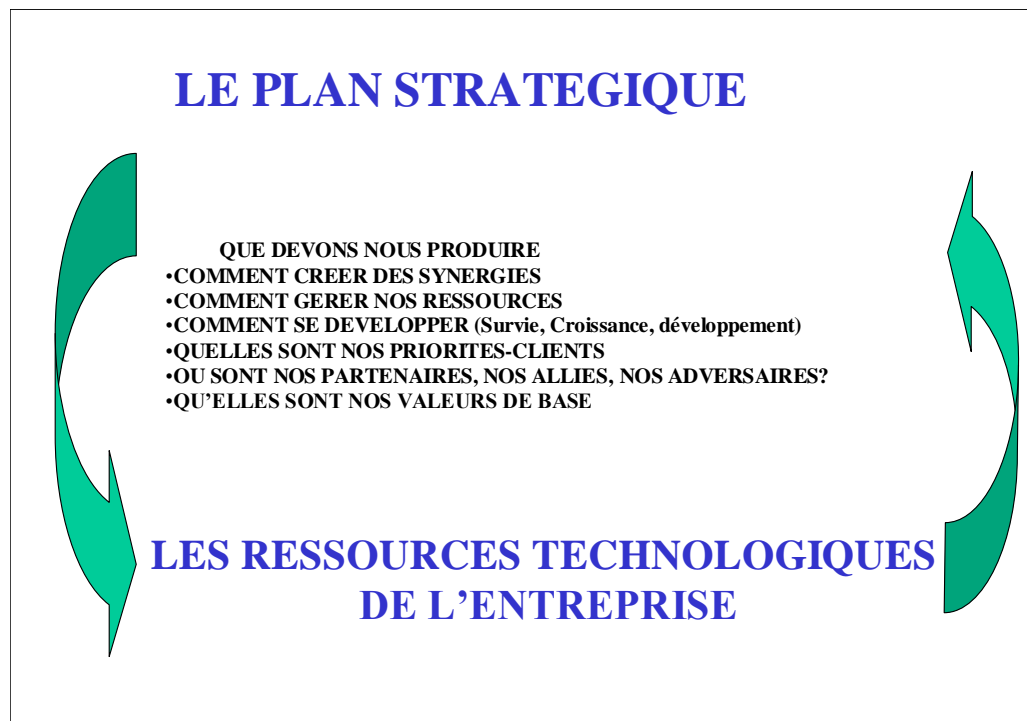 LE PLAN STRATEGIQUE
QUE DEVONS NOUS PRODUIRE
•COMMENT CREER DES SYNERGIES
•COMMENT GERER NOS RESSOURCES
•COMMENT SE DEVELOPPER (Survie, Croissance, développement)
•QUELLES SONT NOS PRIORITES-CLIENTS
•OU SONT NOS PARTENAIRES, NOS ALLIES, NOS ADVERSAIRES?
•QU’ELLES SONT NOS VALEURS DE BASE
LES RESSOURCES TECHNOLOGIQUES
DE L’ENTREPRISE